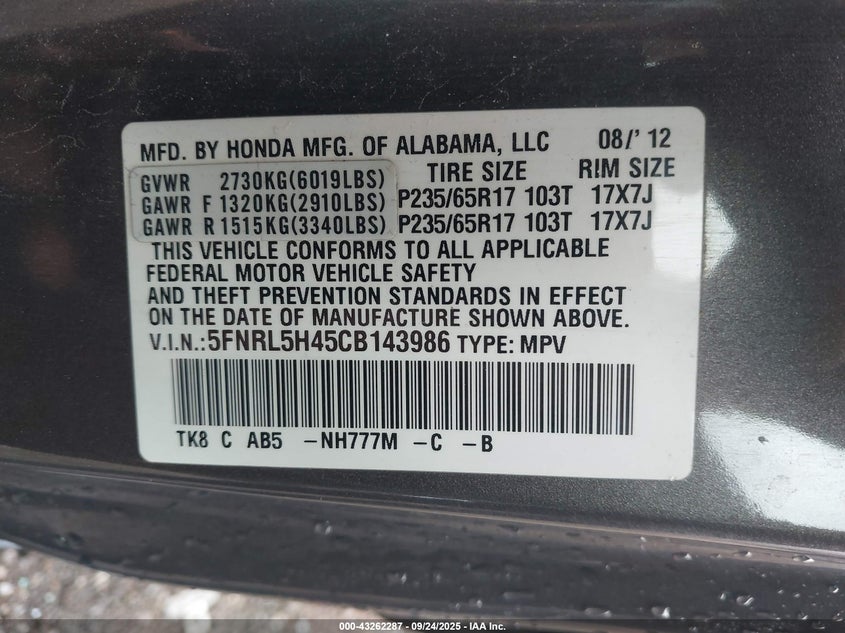 MFD. BY HONDA MFG. OF ALABAMA, LLC 08/' 12
TIRE SIZE RIM SIZE
GVWR 2730KG(6019LBS)
GAWR F 1320KG(2910LBS) P235/65R17 103T 17X7J
GAWR R 1515KG(3340LBS) P235/65R17 103T 17X7J
THIS VEHICLE CONFORMS TO ALL APPLICABLE
FEDERAL MOTOR VEHICLE SAFETY
AND THEFT PREVENTION STANDARDS IN EFFECT
ON THE DATE OF MANUFACTURE SHOWN ABOVE.
V.I.N.: 5FNRL5H45CB143986 TYPE: MPV
TK8 C AB5 -NH777M -C -B
000-43262287 - 09/24/2025 - IAA Inc.